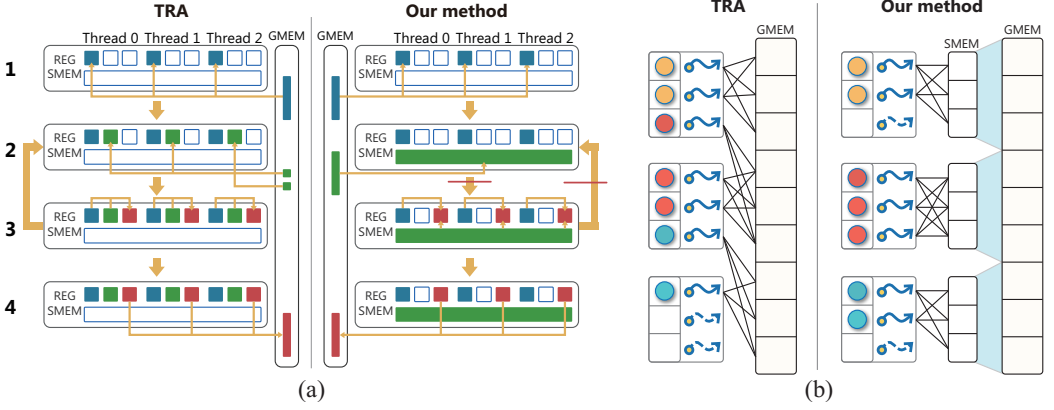 TRA
Our method
Thread 0 Thread 1 Thread 2
GMEM
GMEM
Thread 0 Thread 1 Thread 2
1
REG
SMEM
REG
SMEM
2
REG
SMEM
REG
SMEM
3
REG
SMEM
REG
SMEM
4
REG
SMEM
REG
SMEM
(a)
TRA
Our method
GMEM
SMEM
GMEM
(b)